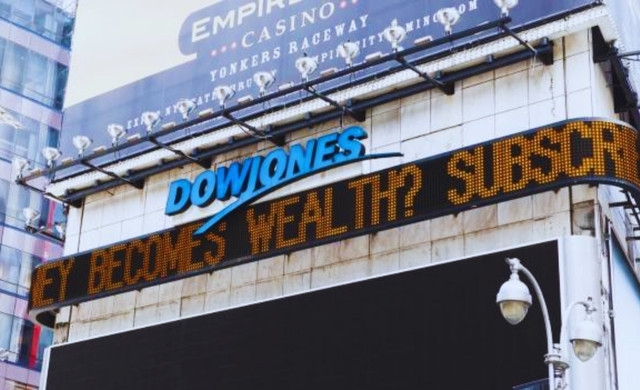 EMPIRE
CASINO
YONKERS RACEWAY
DOWJONES
EY BECOMES WEALTH? SUBSCR